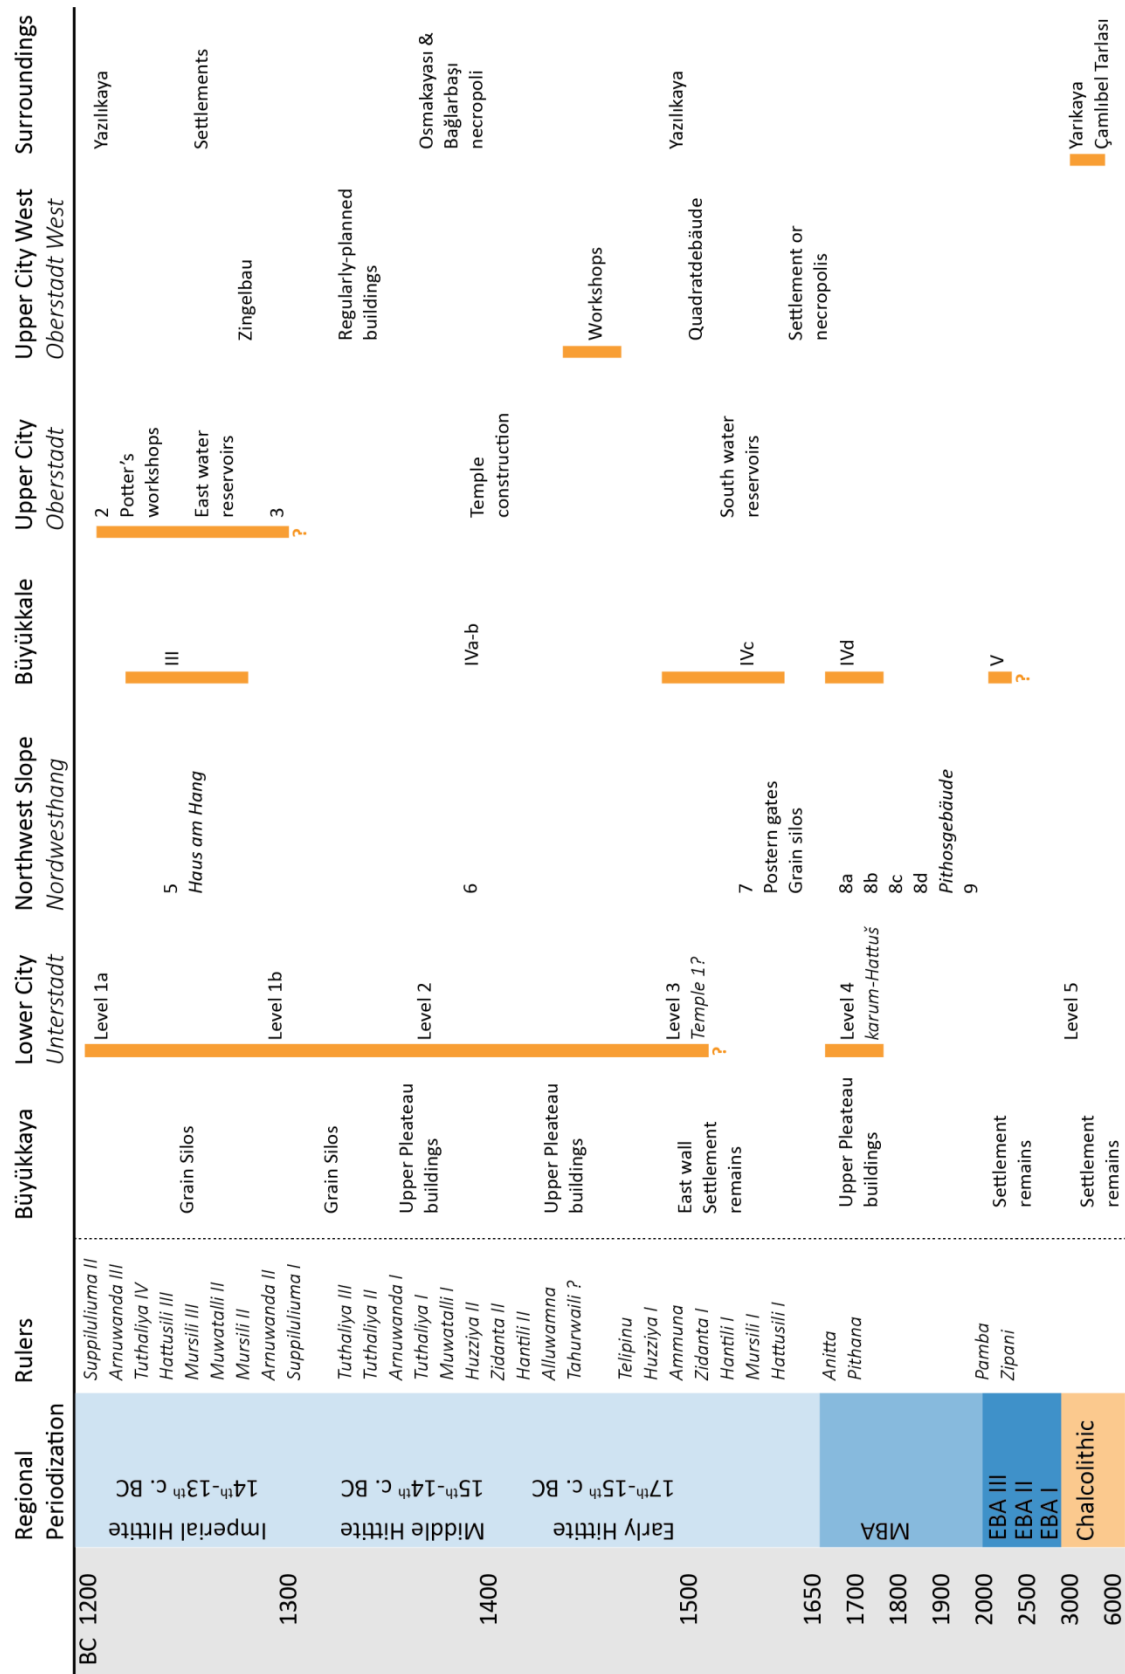 Regional
Periodization
Rulers
Büyükkaya
Lower City
Unterstadt
Northwest Slope
Nordwesthang
Büyükkale
Upper City
Oberstadt
Upper City West
Oberstadt West
Surroundings
BC 1200
1300
1400
1500
1650
1700
1800
1900
2000
2500
3000
6000
Imperial HIttite
14th-13th c. BC
Middle Hittite
15th-14th c. BC
Early Hittite
17th-15th c. BC
MBA
EBA III
EBA II
EBA I
Chalcolithic
Suppiluliuma II
Arnuwanda III
Tuthaliya IV
Hattusili III
Mursili III
Muwatalli II
Mursili II
Arnuwanda II
Suppiluliuma I
Tuthaliya III
Tuthaliya II
Arnuwanda I
Tuthaliya I
Muwatalli I
Huzziya II
Zidanta II
Hantili II
Alluwamna
Tahurwaili ?
Telipinu
Huzziya I
Ammuna
Zidanta I
Hantili I
Mursili I
Hattusili I
Anitta
Pithana
Pamba
Zipani
Grain Silos
Grain Silos
Upper Pleateau
buildings
Upper Pleateau
buildings
East wall
Settlement
remains
Upper Pleateau
buildings
Settlement
remains
Settlement
remains
Level 1a
Level 1b
Level 2
Level 3
Temple 1?
?
Level 4
karum-Hattuš
Level 5
5
Haus am Hang
6
7
Postern gates
Grain silos
8a
8b
8c
8d
Pithosgebäude
9
III
IVa-b
IVc
IVd
V
?
2
Potter's
workshops
East water
reservoirs
3
?
Temple
construction
South water
reservoirs
Zingelbau
Regularly-planned
buildings
Workshops
Quadratdebäude
Settlement or
necropolis
Yazılıkaya
Settlements
Osmakayası &
Bağlarbaşı
necropoli
Yazılıkaya
Yarıkaya
Çamlıbel Tarlası